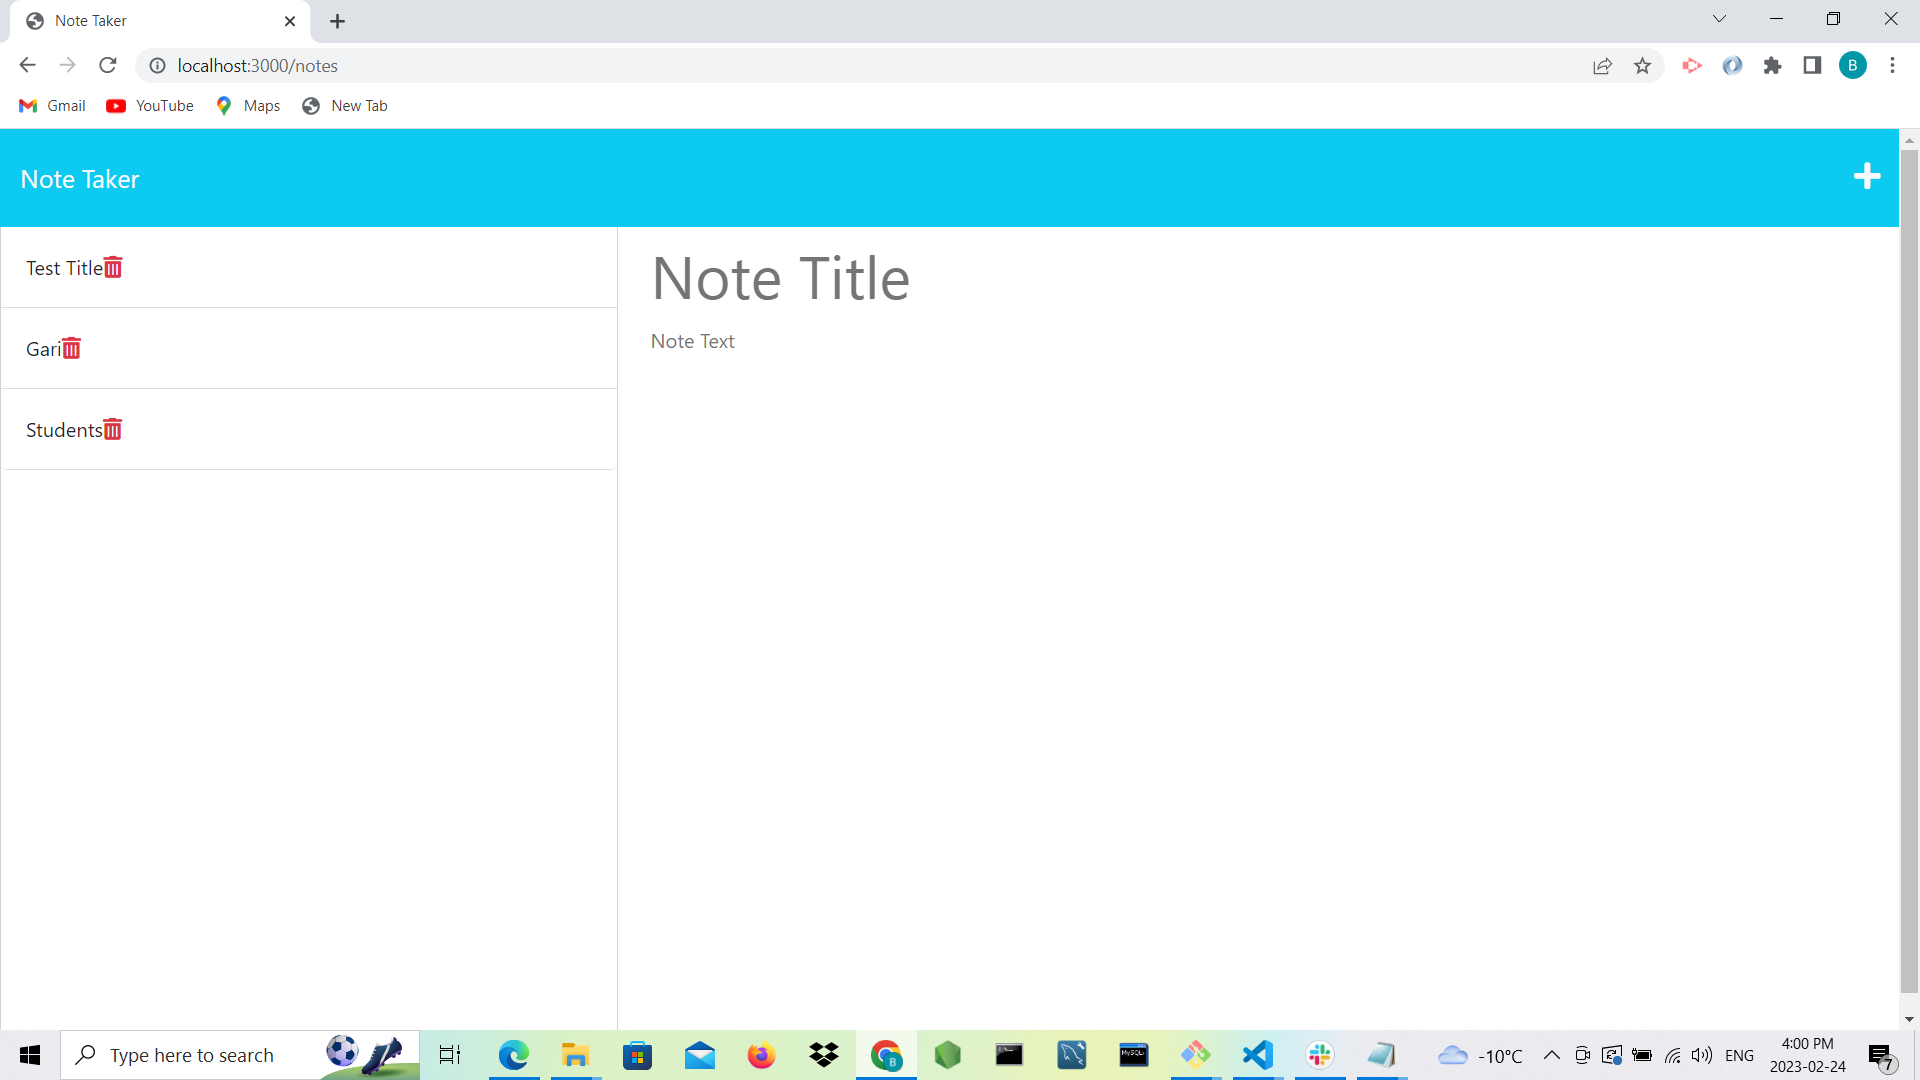 Note Taker
localhost:3000/notes
B
Gmail YouTube Maps New Tab
Note Taker
Test Title
Gari
Students
Note Title
Note Text
Type here to search
-10°C
ENG
4:00 PM
2023-02-24
7